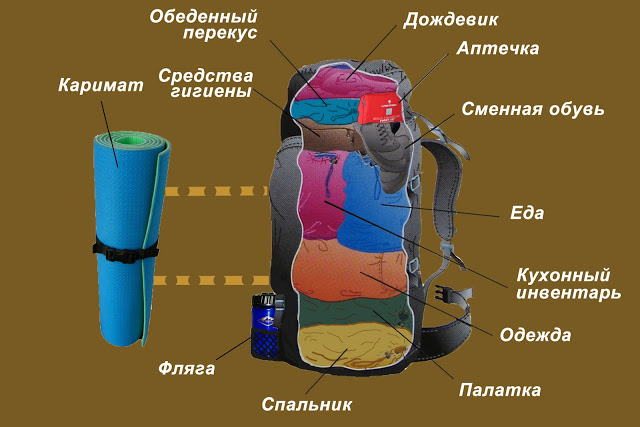 Обеденный
перекус
Дождевик
Аптечка
Каримат
Средства
гигиены
Сменная обувь
Еда
Кухонный
инвентарь
Одежда
Фляга
Палатка
Спальник